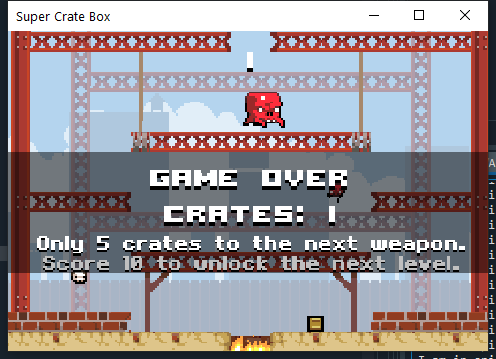 Super Crate Box
1
GAME OVER
CRATES: 1
Only 5 crates to the next weapon.
Score 10 to unlock the next level.